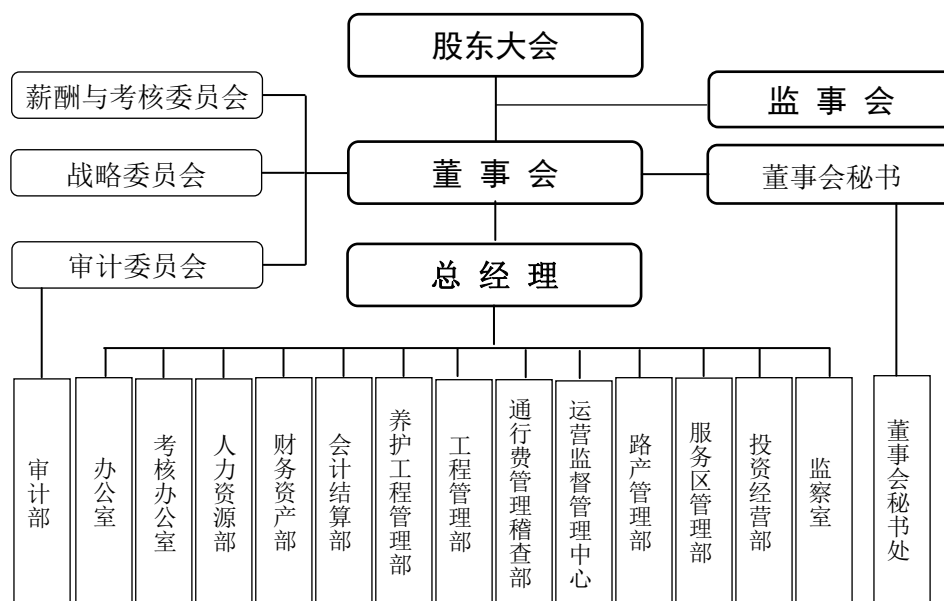 股东大会
薪酬与考核委员会
监事会
战略委员会
董事会
董事会秘书
审计委员会
总经理
审计部
办公室
考核办公室
人力资源部
财务资产部
会计结算部
养护工程管理部
工程管理部
通行费管理稽查部
运营监督管理中心
路产管理部
服务区管理部
投资经营部
监察室
董事会秘书处